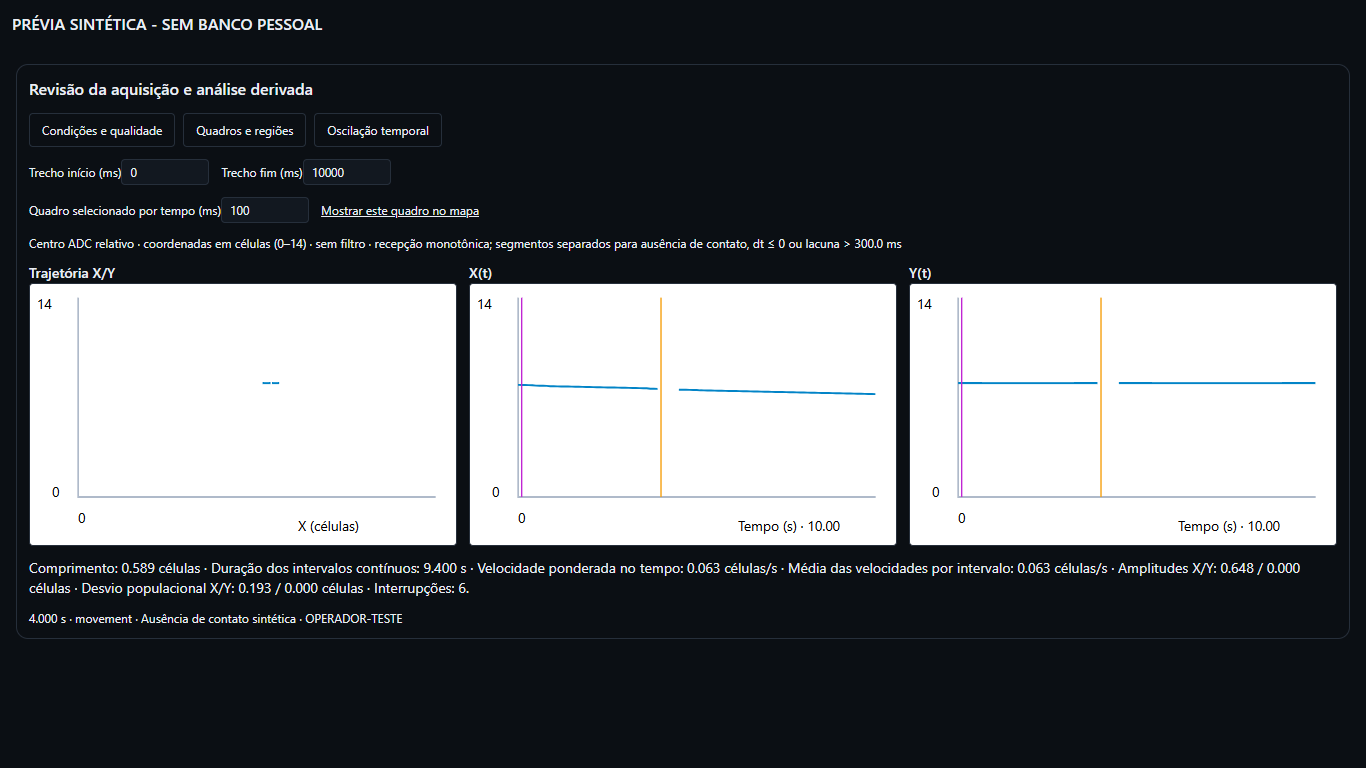 PRÉVIA SINTÉTICA - SEM BANCO PESSOAL
Revisão da aquisição e análise derivada
Condições e qualidade
Quadros e regiões
Oscilação temporal
Trecho início (ms) 0 Trecho fim (ms) 10000
Quadro selecionado por tempo (ms) 100 Mostrar este quadro no mapa
Centro ADC relativo · coordenadas em células (0–14) · sem filtro · recepção monotônica; segmentos separados para ausência de contato, dt ≤ 0 ou lacuna > 300.0 ms
Trajetória X/Y
14
0
0
X (células)
X(t)
14
0
0
Tempo (s) · 10.00
Y(t)
14
0
0
Tempo (s) · 10.00
Comprimento: 0.589 células · Duração dos intervalos contínuos: 9.400 s · Velocidade ponderada no tempo: 0.063 células/s · Média das velocidades por intervalo: 0.063 células/s · Amplitudes X/Y: 0.648 / 0.000
células · Desvio populacional X/Y: 0.193 / 0.000 células · Interrupções: 6.
4.000 s · movement · Ausência de contato sintética · OPERADOR-TESTE